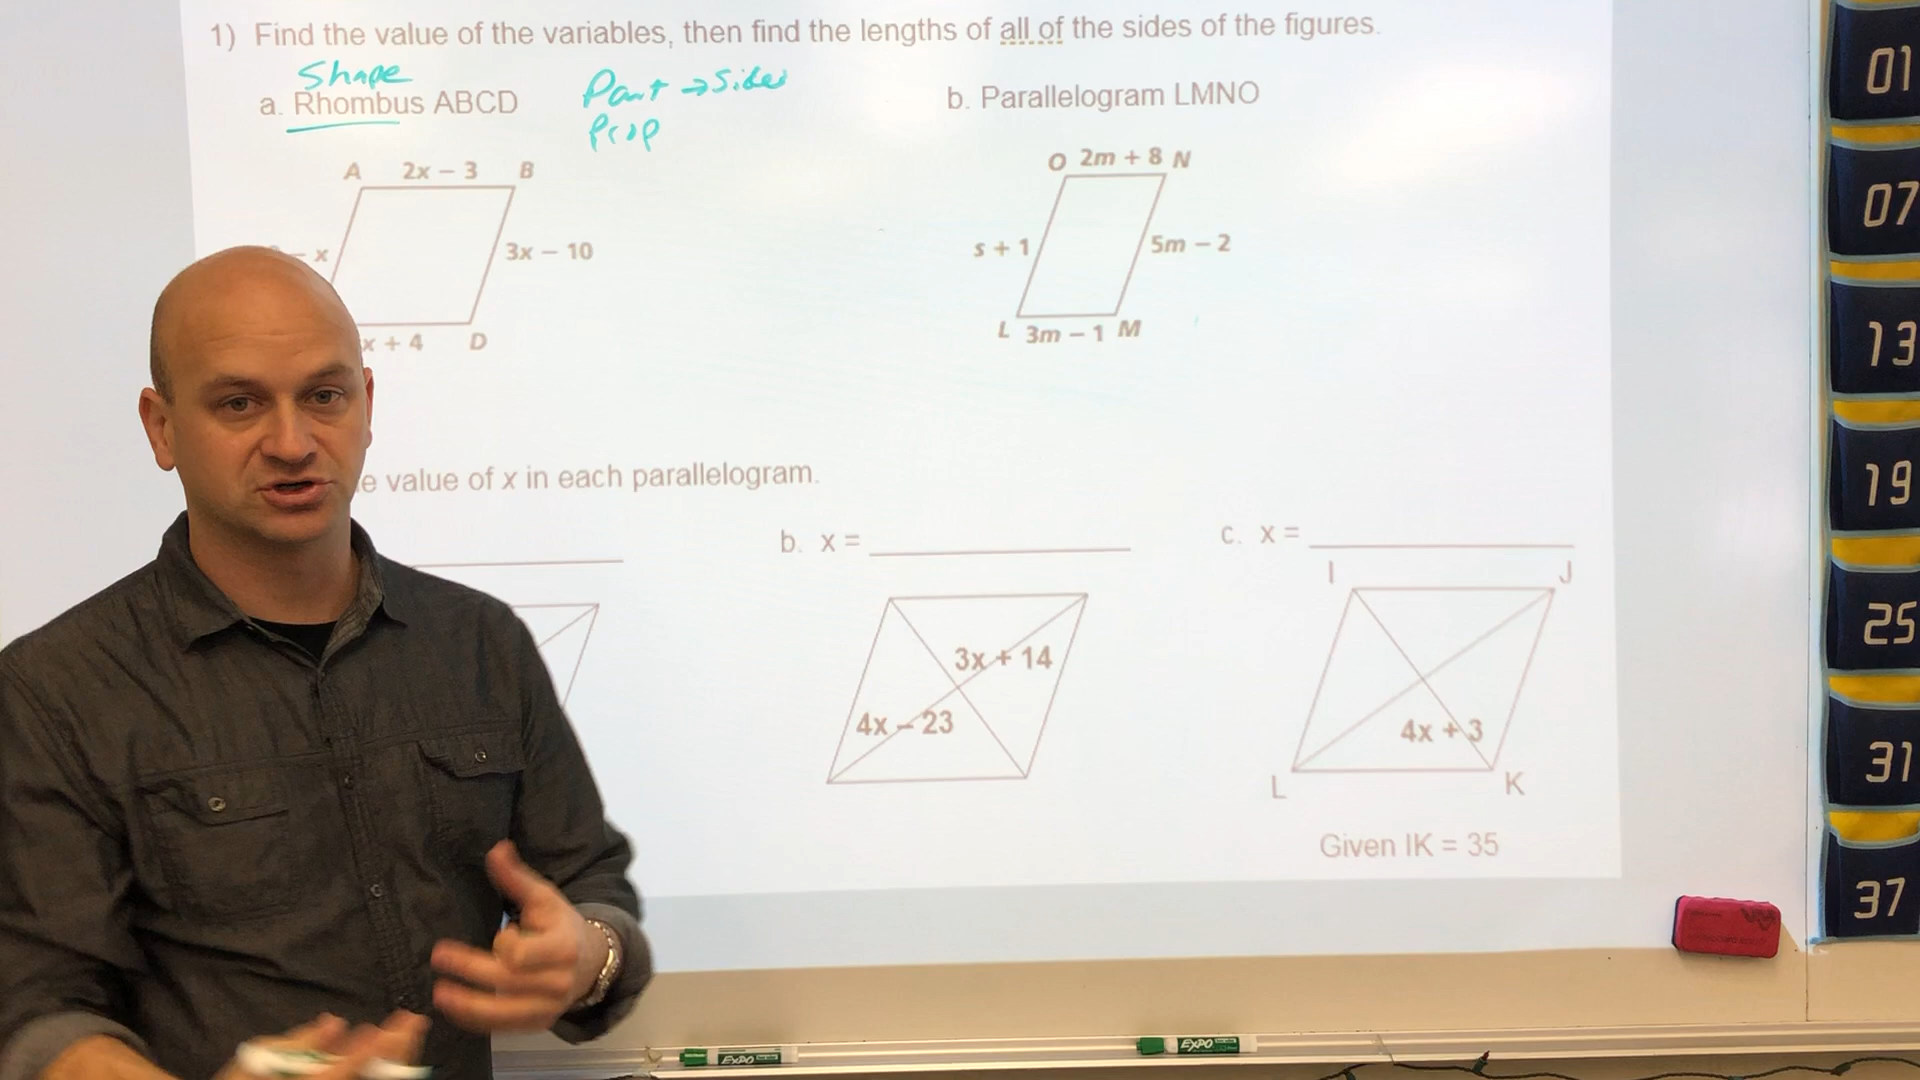 1) Find the value of the variables, then find the lengths of all of the sides of the figures.
Shape
a. Rhombus ABCD
Part → Sides
Prop
b. Parallelogram LMNO
A 2x – 3 B
– x
3x – 10
x + 4 D
O 2m + 8 N
s + 1
5m – 2
L 3m – 1 M
value of x in each parallelogram.
b. x =
3x + 14
4x – 23
c. x =
I J
4x + 3
L K
Given IK = 35
EXPO
EXPO
01
07
13
19
25
31
37